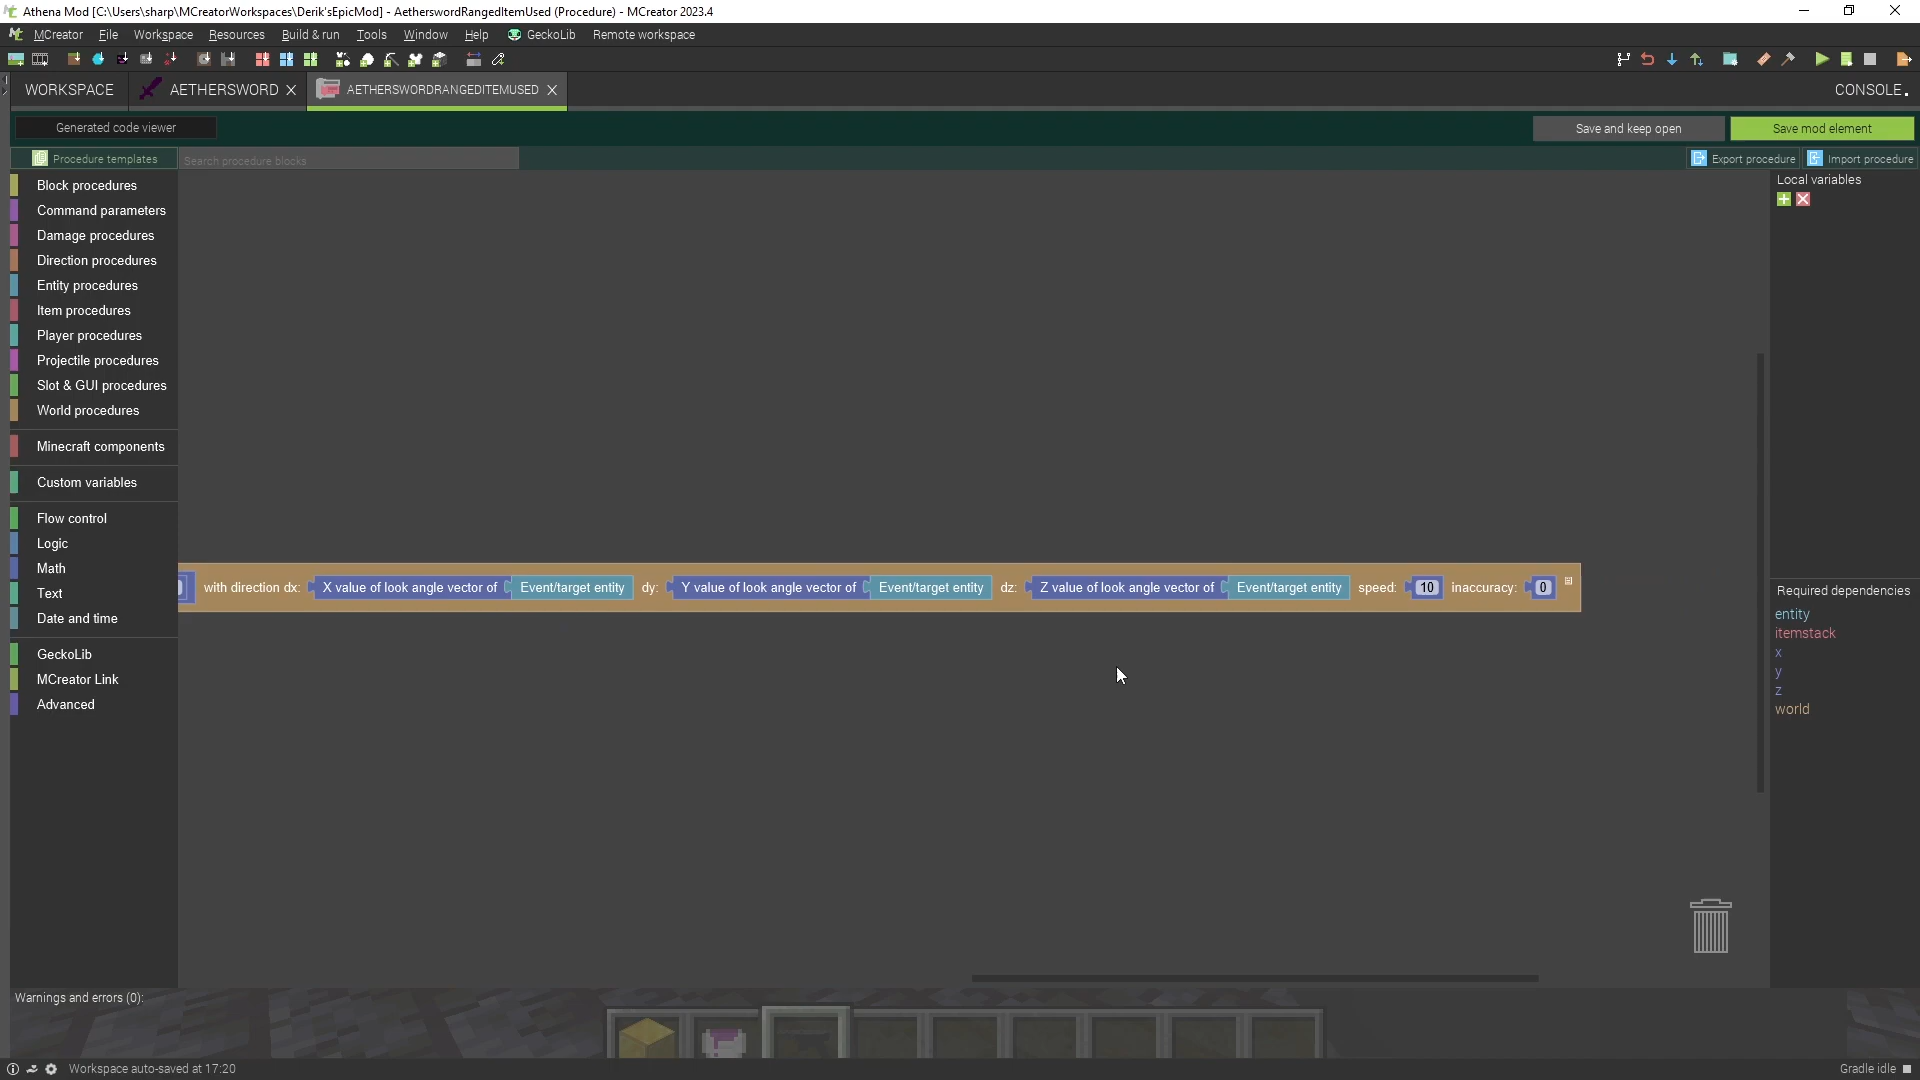 Athena Mod [C:\Users\sharp\MCreatorWorkspaces\Derik'sEpicMod] - AetherswordRangedItemUsed (Procedure) - MCreator 2023.4
MCreator File Workspace Resources Build & run Tools Window Help GeckoLib Remote workspace
WORKSPACE AETHERSWORD AETHERSWORDRANGEDITEMUSED CONSOLE
Generated code viewer Save and keep open Save mod element
Procedure templates Search procedure blocks Export procedure Import procedure
Local variables
Block procedures
Command parameters
Damage procedures
Direction procedures
Entity procedures
Item procedures
Player procedures
Projectile procedures
Slot & GUI procedures
World procedures
Minecraft components
Custom variables
Flow control
Logic
Math
Text
Date and time
GeckoLib
MCreator Link
Advanced
with direction dx: X value of look angle vector of Event/target entity dy: Y value of look angle vector of Event/target entity dz: Z value of look angle vector of Event/target entity speed: 10 inaccuracy: 0
Required dependencies
entity
itemstack
x
y
z
world
Warnings and errors (0):
Workspace auto-saved at 17:20 Gradle idle